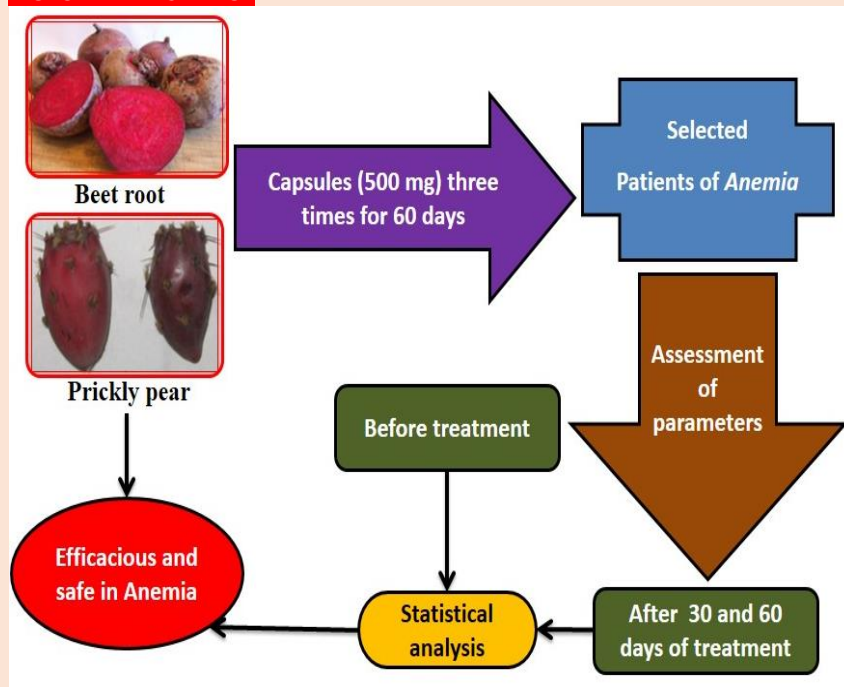 Beet root
Capsules (500 mg) three
times for 60 days
Selected
Patients of Anemia
Prickly pear
Assessment
of
parameters
Before treatment
Efficacious and
safe in Anemia
Statistical
analysis
After 30 and 60
days of treatment